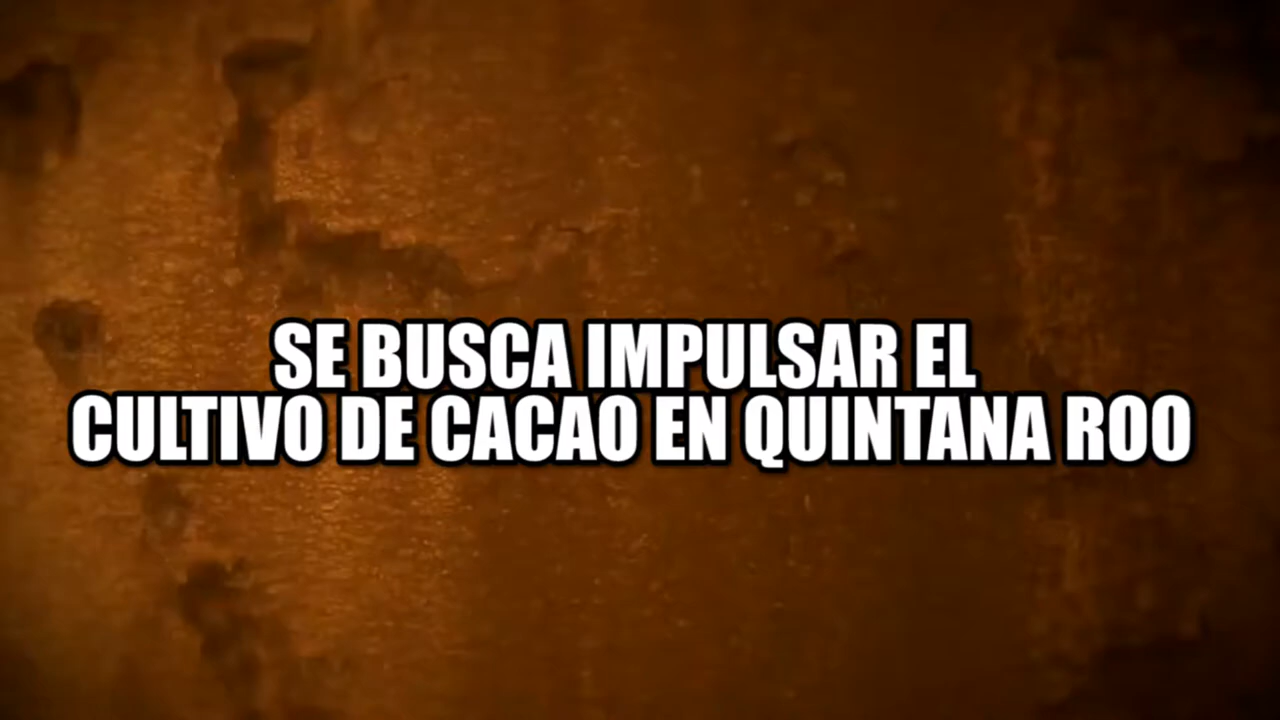 SE BUSCA IMPULSAR EL
CULTIVO DE CACAO EN QUINTANA ROO